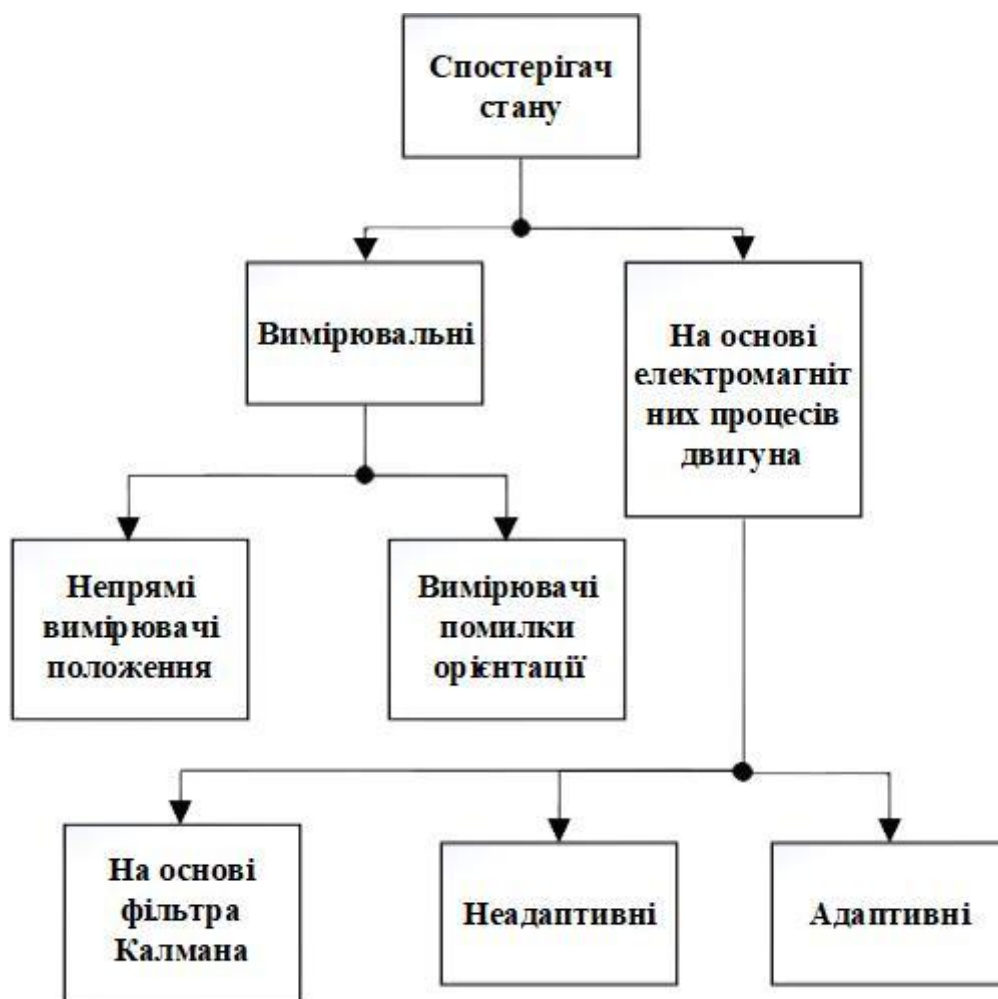 Спостерігач
стану
Вимірювальні
На основі
електромагніт
них процесів
двигуна
Непрямі
вимірювачі
положення
Вимірювачі
помилки
орієнтації
На основі
фільтра
Калмана
Неадаптивні
Адаптивні